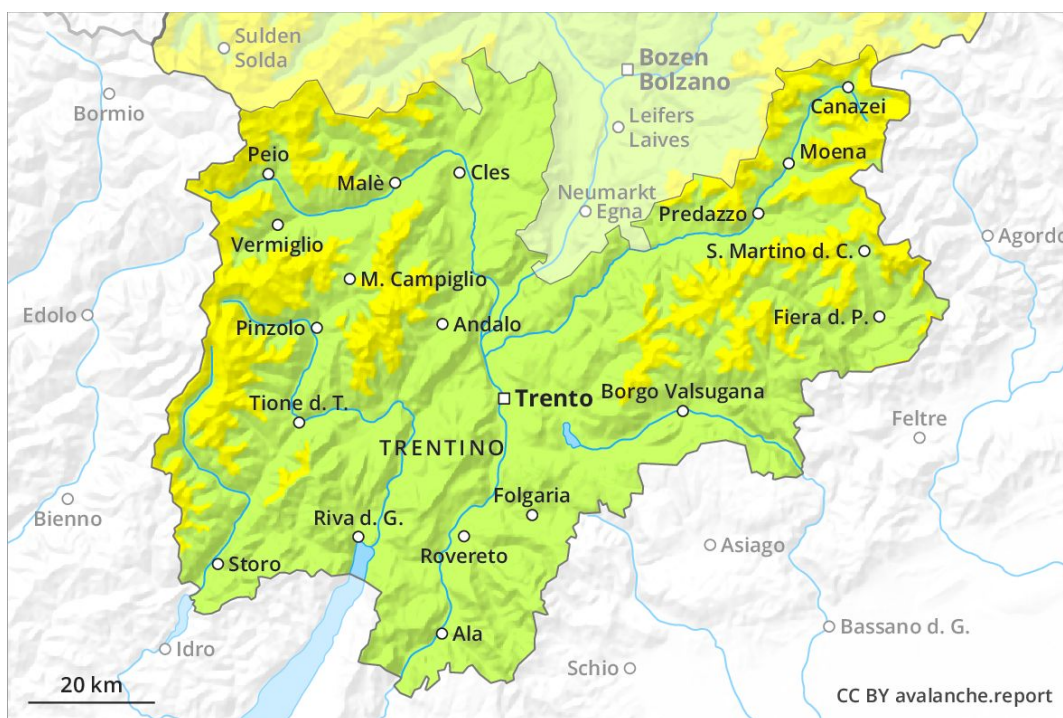 Sulden
Solda
Bozen
Bolzano
Bormio
Canazei
Leifers
Laives
Peio
Moena
Malè
Cles
Neumarkt
Egna
Predazzo
Vermiglio
Agordo
S. Martino d. C.
M. Campiglio
Edolo
Pinzolo
Andalo
Fiera d. P.
Trento
Borgo Valsugana
Tione d. T.
Feltre
TRENTINO
Bienno
Folgaria
Riva d. G.
Rovereto
Asiago
Storo
Ala
Bassano d. G.
Idro
Schio
20 km
CC BY avalanche.report